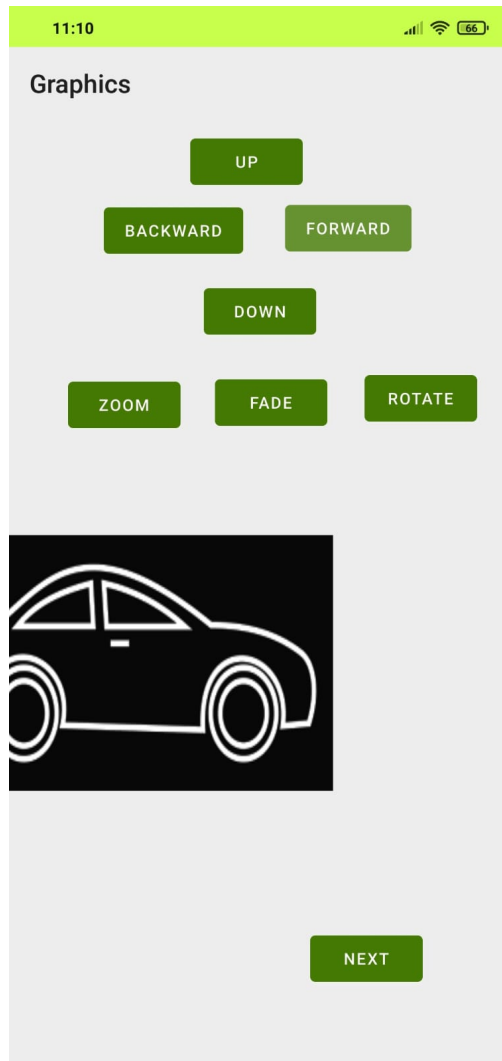 11:10
66
Graphics
UP
BACKWARD FORWARD
DOWN
ZOOM FADE ROTATE
NEXT